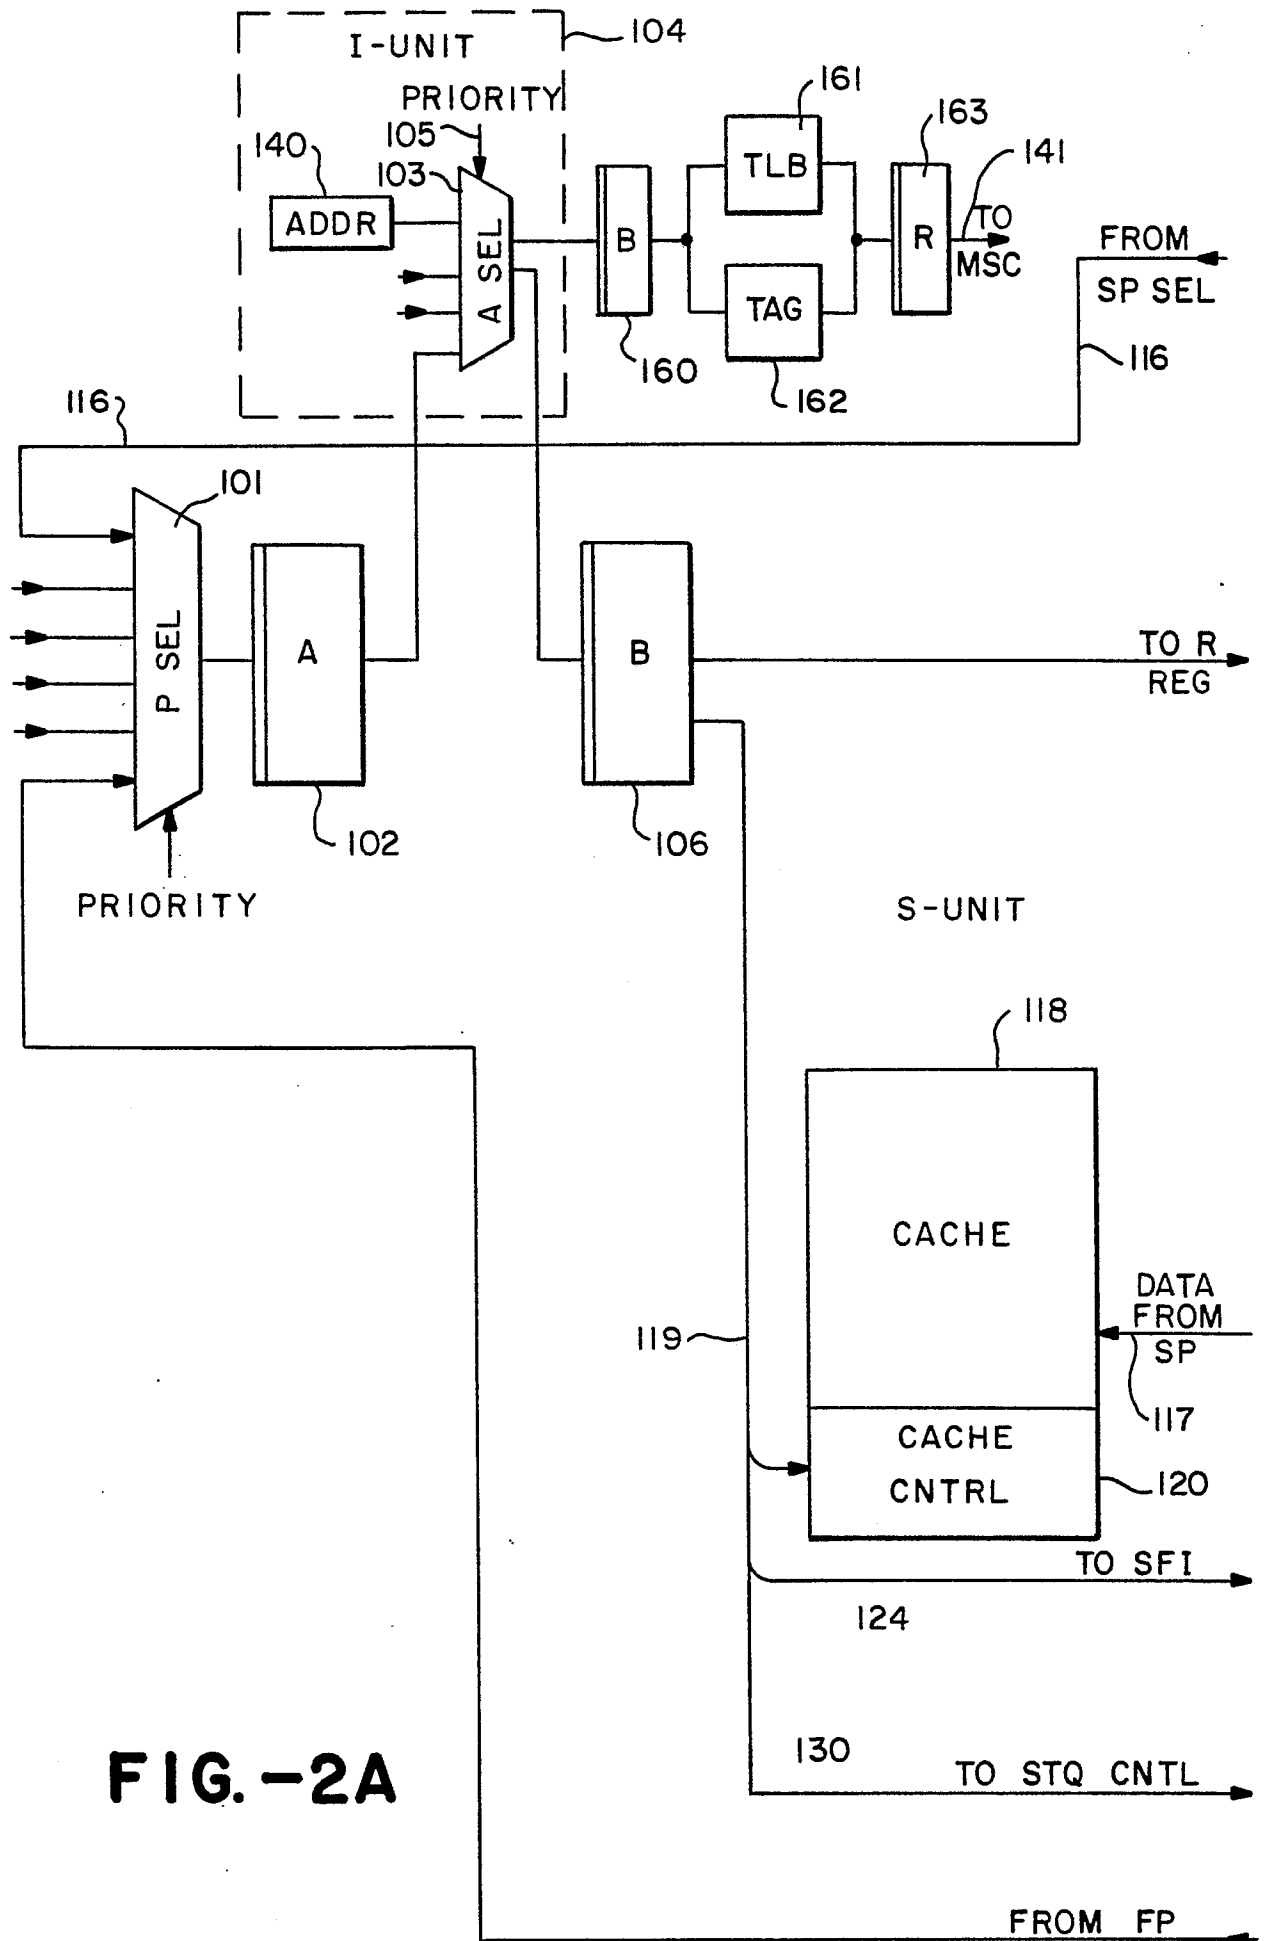 I-UNIT
104
PRIORITY
105
140
103
ADDR
A SEL
B
160
161
TLB
TAG
162
163
R
141
TO
MSC
FROM
SP SEL
116
116
101
P SEL
PRIORITY
A
102
B
106
TO R
REG
S-UNIT
118
CACHE
DATA
FROM
SP
117
119
CACHE
CNTRL
120
TO SFI
124
130
TO STQ CNTL
FROM FP
FIG.-2A